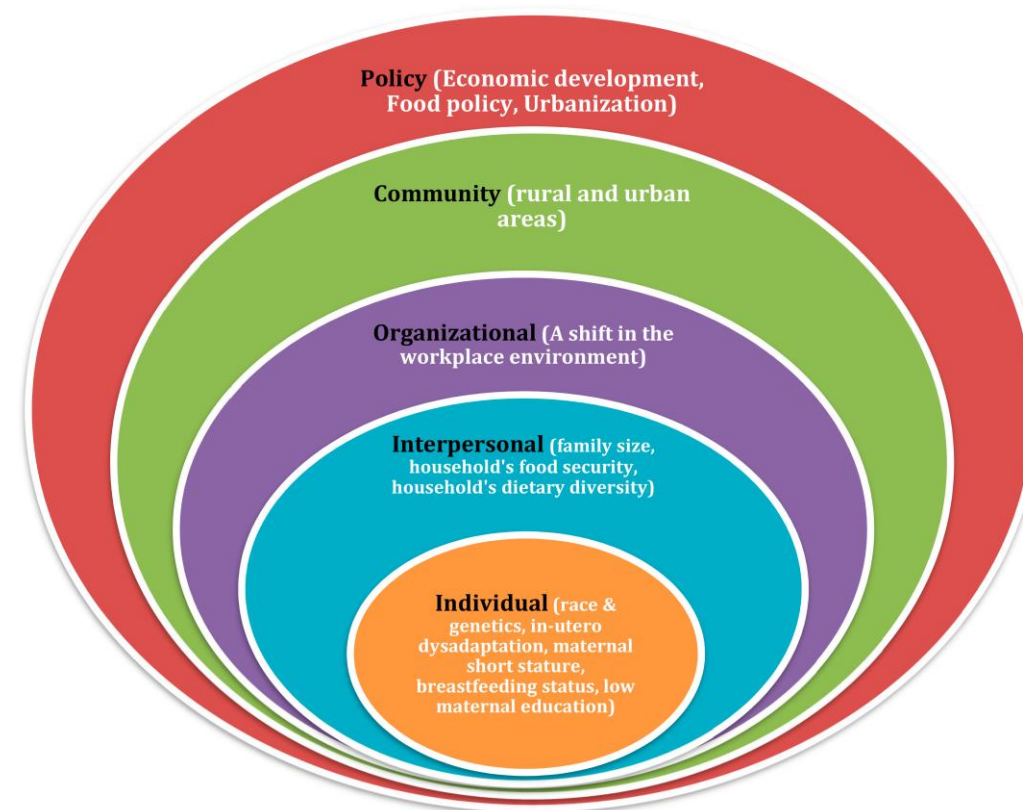 Policy (Economic development,
Food policy, Urbanization)
Community (rural and urban
areas)
Organizational (A shift in the
workplace environment)
Interpersonal (family size,
household's food security,
household's dietary diversity)
Individual (race &
genetics, in-utero
dysadaptation, maternal
short stature,
breastfeeding status, low
maternal education)